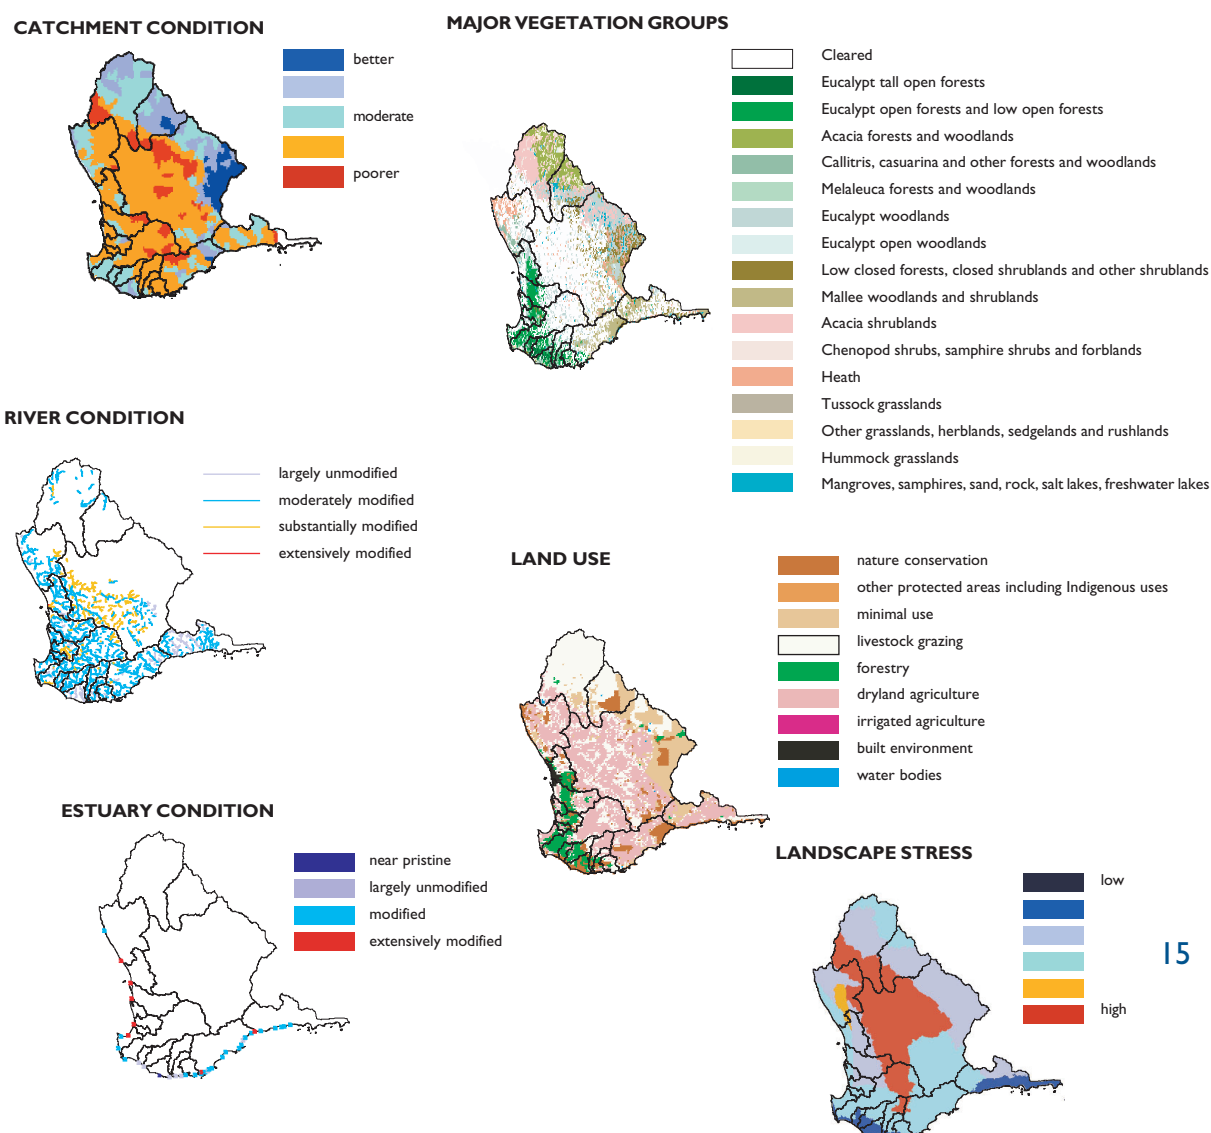 CATCHMENT CONDITION
better
moderate
poorer
MAJOR VEGETATION GROUPS
Cleared
Eucalypt tall open forests
Eucalypt open forests and low open forests
Acacia forests and woodlands
Callitris, casuarina and other forests and woodlands
Melaleuca forests and woodlands
Eucalypt woodlands
Eucalypt open woodlands
Low closed forests, closed shrublands and other shrublands
Mallee woodlands and shrublands
Acacia shrublands
Chenopod shrubs, samphire shrubs and forblands
Heath
Tussock grasslands
Other grasslands, herblands, sedgelands and rushlands
Hummock grasslands
Mangroves, samphires, sand, rock, salt lakes, freshwater lakes
RIVER CONDITION
largely unmodified
moderately modified
substantially modified
extensively modified
LAND USE
nature conservation
other protected areas including Indigenous uses
minimal use
livestock grazing
forestry
dryland agriculture
irrigated agriculture
built environment
water bodies
ESTUARY CONDITION
near pristine
largely unmodified
modified
extensively modified
LANDSCAPE STRESS
low
high
15